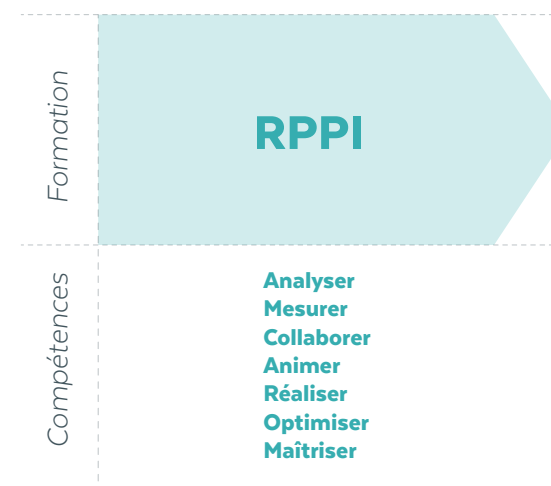 Formation
RPPI
Compétences
Analyser
Mesurer
Collaborer
Animer
Réaliser
Optimiser
Maîtriser